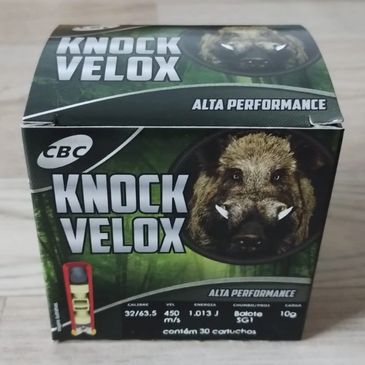 KNOCK
VELOX
ALTA PERFORMANCE
CBC
KNOCK
VELOX
ALTA PERFORMANCE
CALIBRE VEL ENERGIA CHUMBO/PROJ CARGA
32/63.5 450 m/s 1.013 J Balote SG1 10g
contém 30 cartuchos